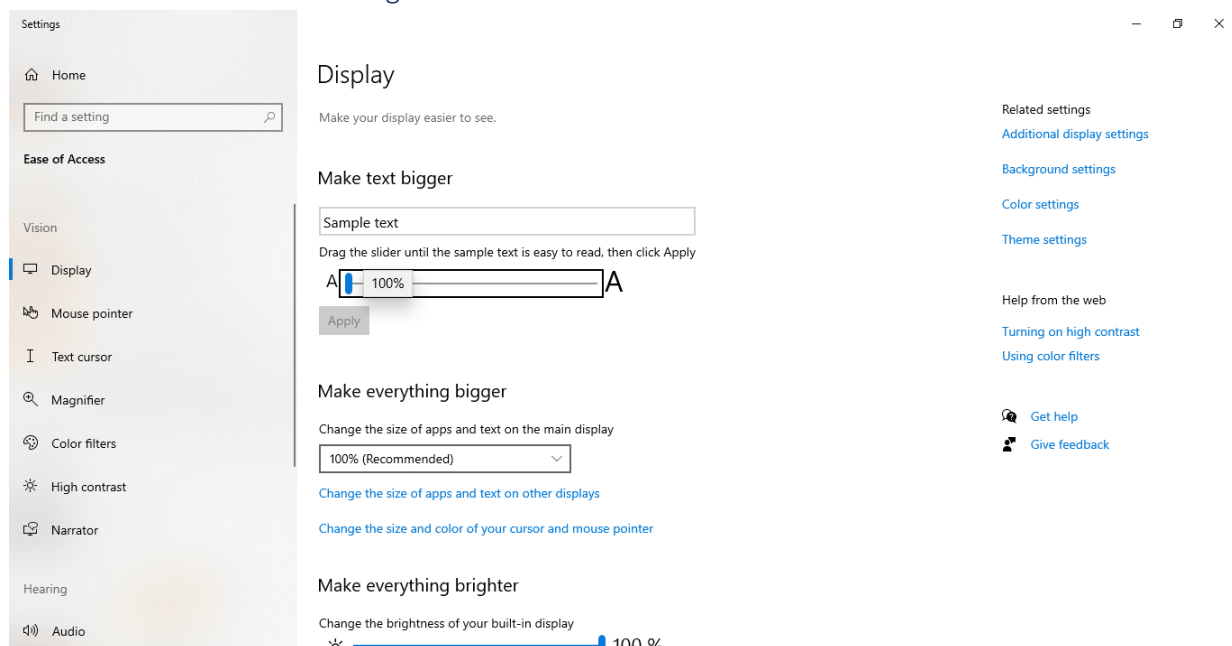 Settings
Home
Find a setting
Ease of Access
Vision
Display
Mouse pointer
Text cursor
Magnifier
Color filters
High contrast
Narrator
Hearing
Audio
Display
Make your display easier to see.
Make text bigger
Sample text
Drag the slider until the sample text is easy to read, then click Apply
A 100% A
Apply
Make everything bigger
Change the size of apps and text on the main display
100% (Recommended)
Change the size of apps and text on other displays
Change the size and color of your cursor and mouse pointer
Make everything brighter
Change the brightness of your built-in display
100 %
Related settings
Additional display settings
Background settings
Color settings
Theme settings
Help from the web
Turning on high contrast
Using color filters
Get help
Give feedback